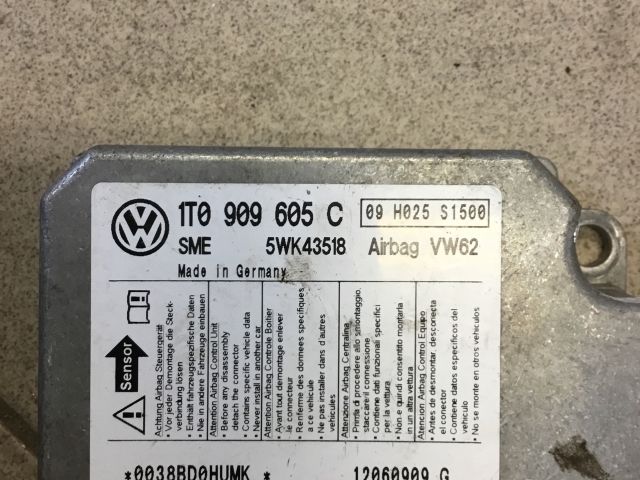 1T0 909 605 C
09 H025 S1500
SME 5WK43518 Airbag VW62
Made in Germany
Sensor
Achtung Airbag Steuergerät
Vor jeder Demontage die Steck-
verbindung lösen
• Enthält fahrzeugspezifische Daten
• Nie in andere Fahrzeuge einbauen
Attention Airbag Control Unit
Before any disassembly
detach the connector
• Contains specific vehicle data
• Never install in another car
Attention Airbag Controle Boitier
Avant tout demontage enlever
le connecteur
• Renferme des donnees specifiques
a ce vehicule
• Ne pas installer dans d'autres
vehicules
Attenzione Airbag Centralina
Prima di procedere allo smontaggio,
staccare il connessione
• Contiene dati funzionali specifici
per la vettura
• Non e quindi consentito montarla
in un altra vettura
Atencion Airbag Control Equipo
• Antes de desmontar, desconecta
el conector
• Contiene datos especificos del
vehiculo
• No se monte en otros vehiculos
*0038BD0HUMK *
12060909 G